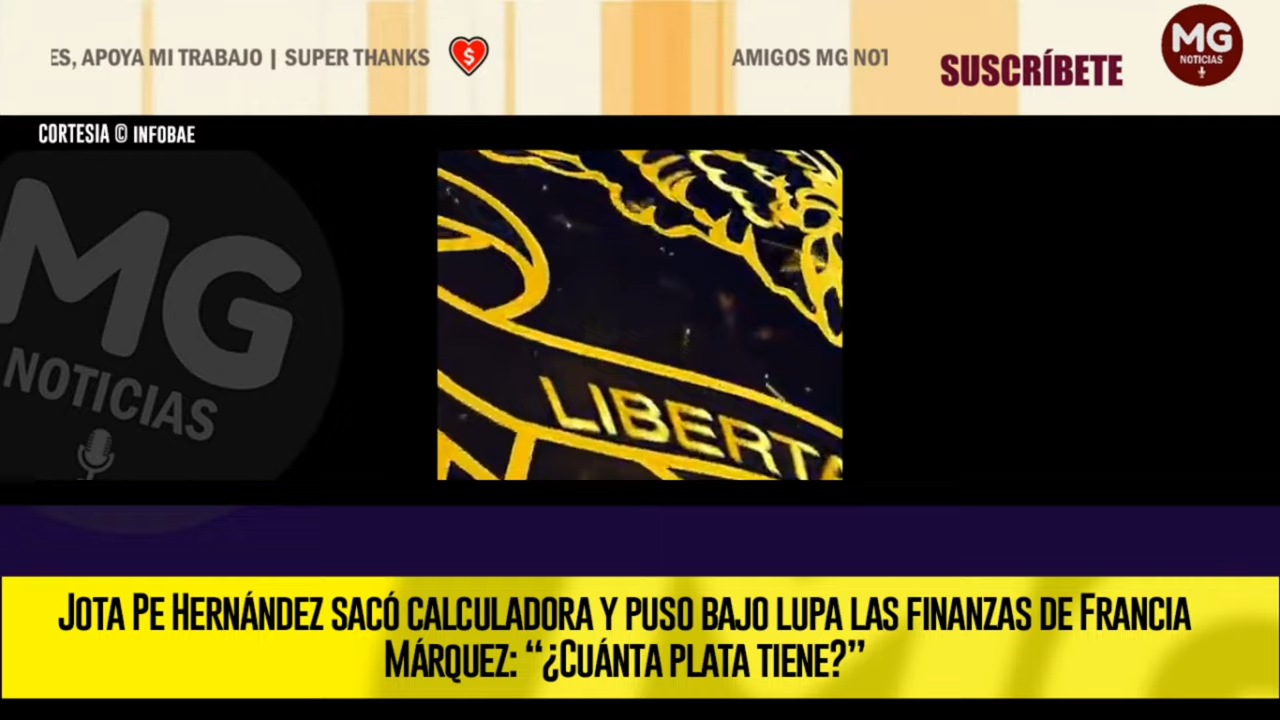 ES, APOYA MI TRABAJO | SUPER THANKS
AMIGOS MG NOT
SUSCRÍBETE
MG
NOTICIAS
CORTESIA © INFOBAE
MG
NOTICIAS
LIBERTA
JOTA PE HERNÁNDEZ SACÓ CALCULADORA Y PUSO BAJO LUPA LAS FINANZAS DE FRANCIA
MÁRQUEZ: “¿CUÁNTA PLATA TIENE?”